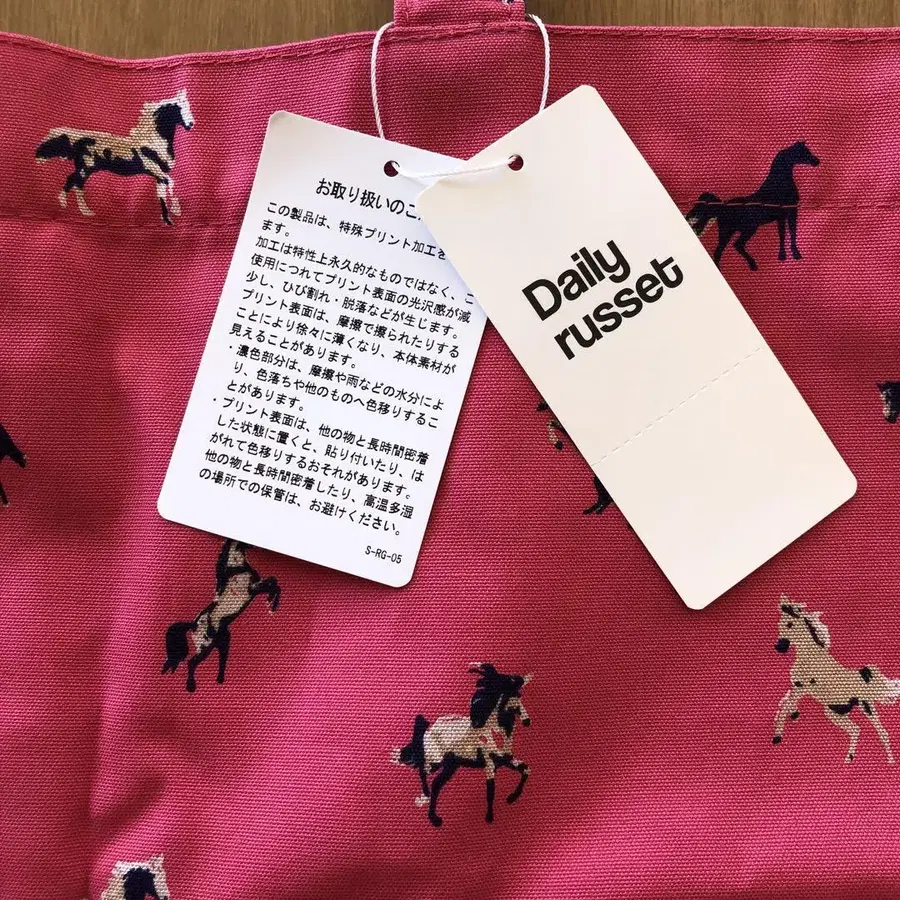 お取り扱いのご
この製品は、特殊プリント加工を
ます。
加工は特性上永久的なものではなく、こ
使用につれてプリント表面の光沢感が減
少し、ひび割れ・脱落などが生じます。
プリント表面は、摩擦で擦られたりする
ことにより徐々に薄くなり、本体素材が
見えることがあります。
・濃色部分は、摩擦や雨などの水分によ
り、色落ちや他のものへ色移りするこ
とがあります。
・プリント表面は、他の物と長時間密着
した状態に置くと、貼り付いたり、は
がれて色移りするおそれがあります。
他の物と長時間密着したり、高温多湿
の場所での保管は、お避けください。
S-RG-05
Daily
russet